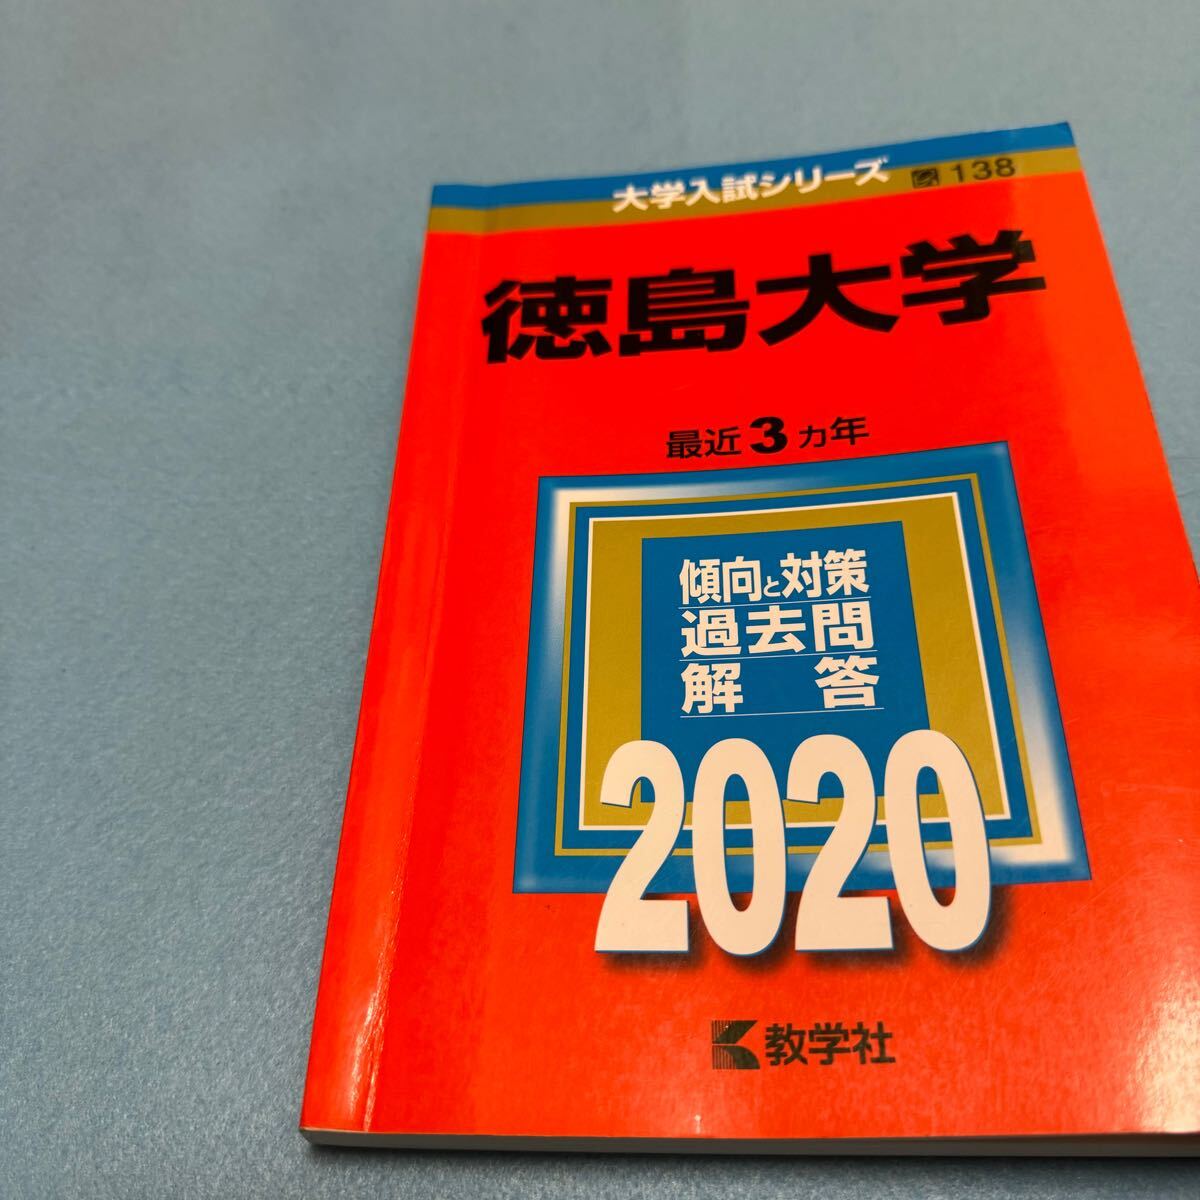 大学入試シリーズ 138
徳島大学
最近3カ年
傾向と対策
過去問
解答
2020
教学社